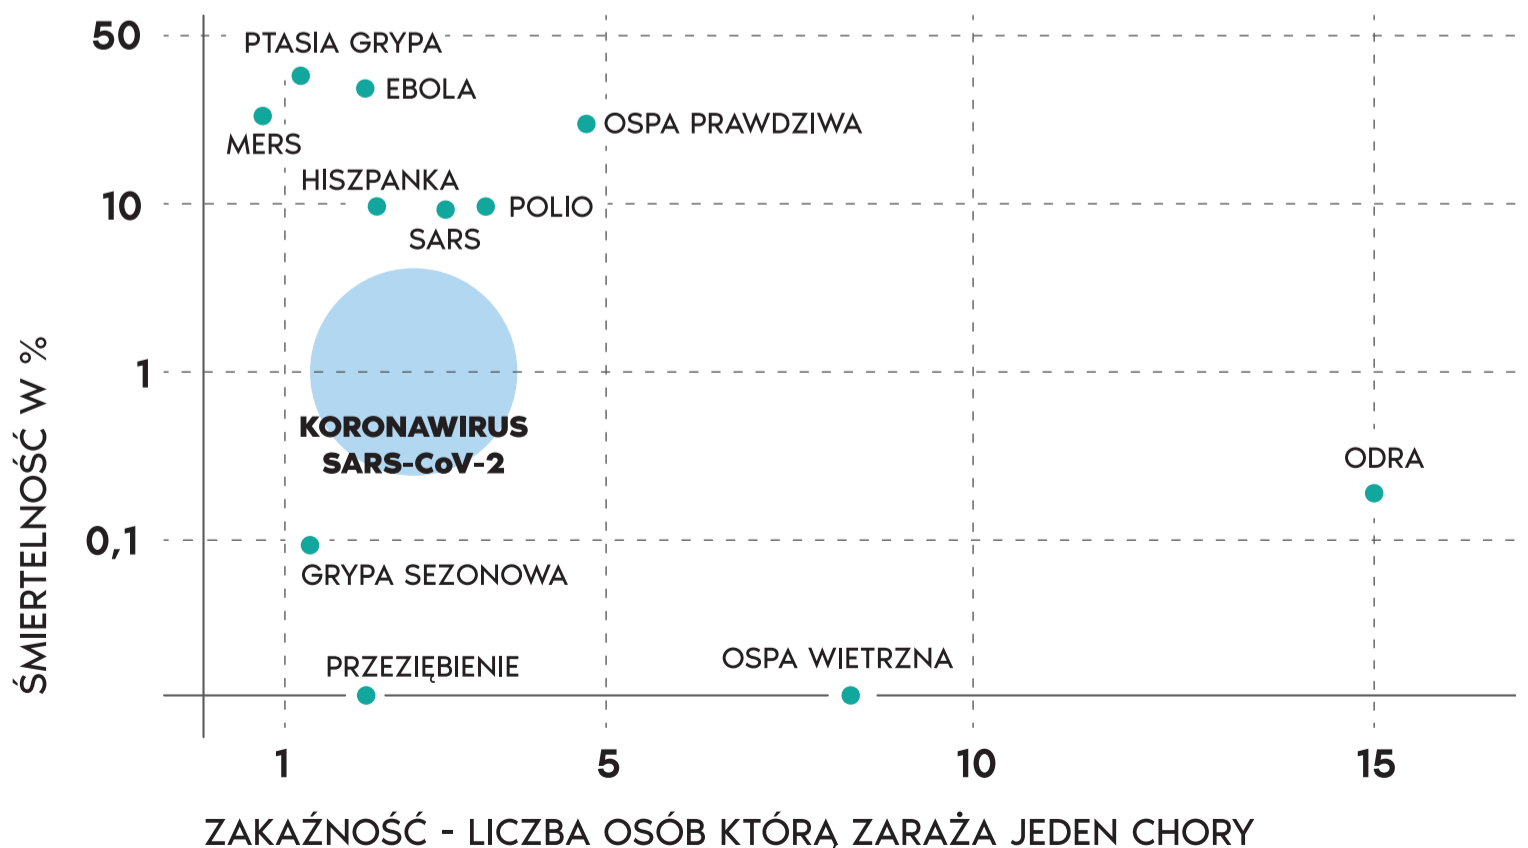 50
PTASIA GRYPA
EBOLA
OSPA PRAWDZIWA
MERS
HISZPANKA
10
POLIO
SARS
ŚMIERTELNOŚĆ W %
1
KORONAWIRUS
SARS-CoV-2
ODRA
0,1
GRYPA SEZONOWA
PRZEZIĘBIENIE
OSPA WIETRZNA
1
5
10
15
ZAKAŹNOŚĆ - LICZBA OSÓB KTÓRĄ ZARAŻA JEDEN CHORY